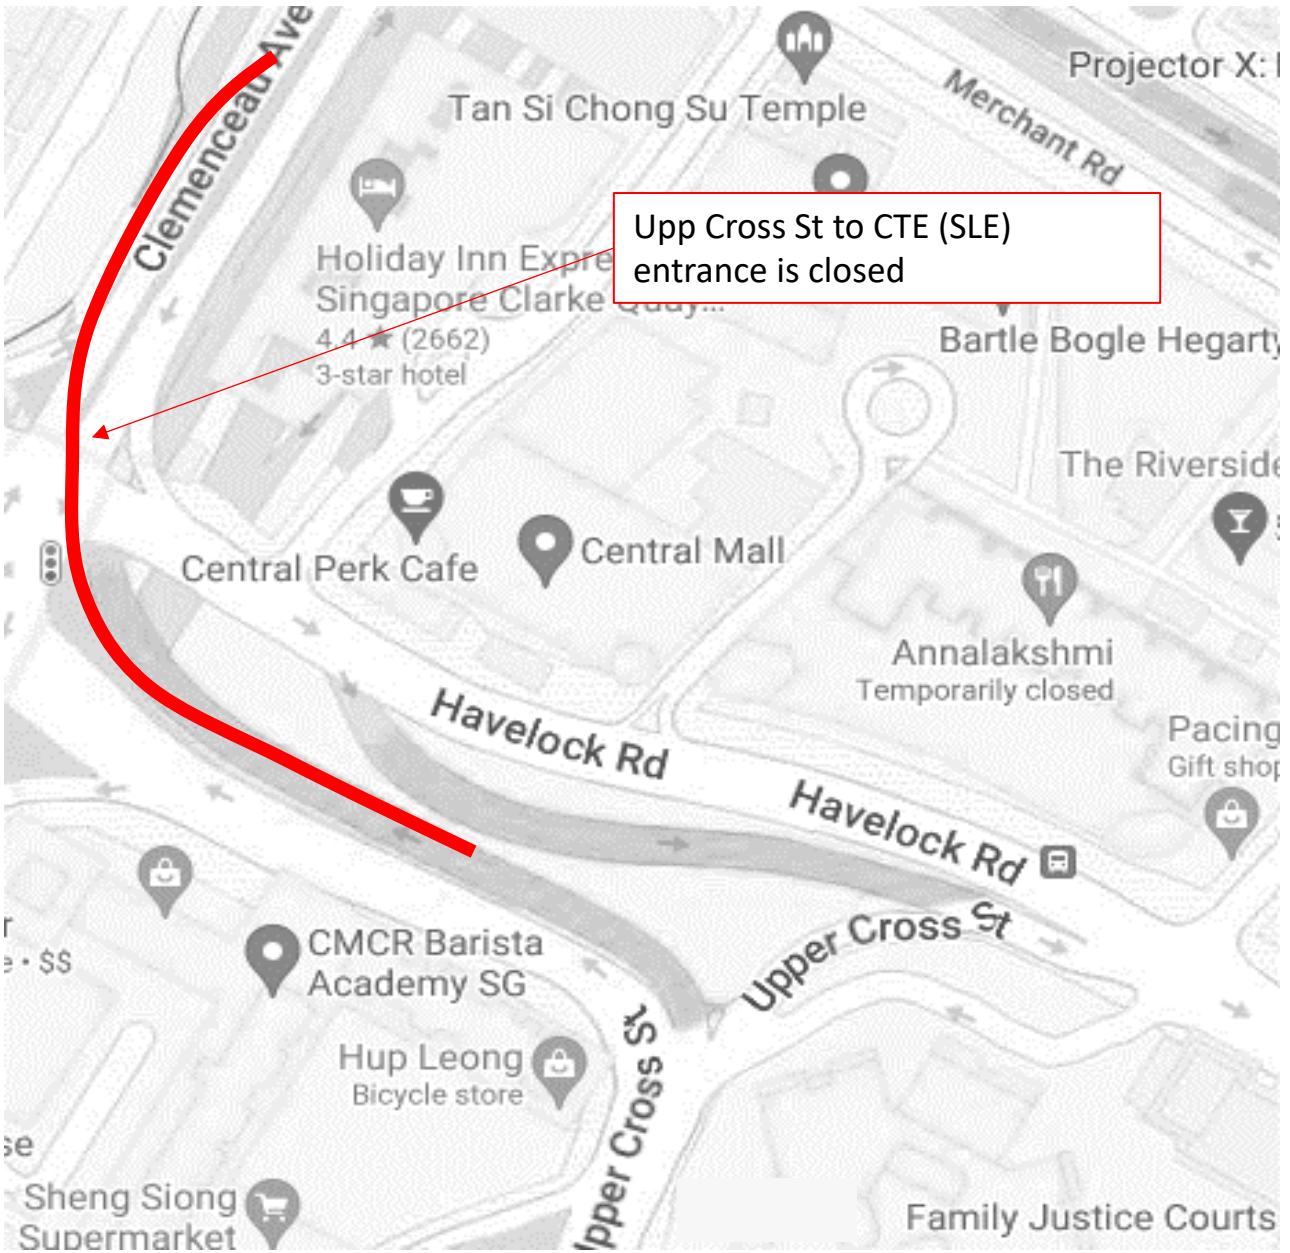 Clemenceau Ave
Tan Si Chong Su Temple
Projector X:
Merchant Rd
Upp Cross St to CTE (SLE)
entrance is closed
Holiday Inn Expre
Singapore Clarke Quay...
4.4 ★ (2662)
3-star hotel
Bartle Bogle Hegarty
The Riverside
Central Perk Cafe
Central Mall
Annalakshmi
Temporarily closed
Havelock Rd
Pacing
Gift shop
Havelock Rd
Upper Cross St
CMCR Barista
Academy SG
· $$
Upper Cross St
Hup Leong
Bicycle store
se
Sheng Siong
Supermarket
Family Justice Courts